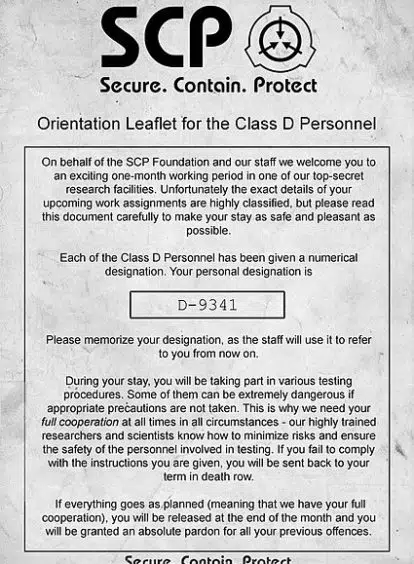 SCP
Secure. Contain. Protect
Orientation Leaflet for the Class D Personnel
On behalf of the SCP Foundation and our staff we welcome you to
an exciting one-month working period in one of our top-secret
research facilities. Unfortunately the exact details of your
upcoming work assignments are highly classified, but please read
this document carefully to make your stay as safe and pleasant as
possible.
Each of the Class D Personnel has been given a numerical
designation. Your personal designation is
D-9341
Please memorize your designation, as the staff will use it to refer
to you from now on.
During your stay, you will be taking part in various testing
procedures. Some of them can be extremely dangerous if
appropriate precautions are not taken. This is why we need your
full cooperation at all times in all circumstances - our highly trained
researchers and scientists know how to minimize risks and ensure
the safety of the personnel involved in testing. If you fail to comply
with the instructions you are given, you will be sent back to your
term in death row.
If everything goes as planned (meaning that we have your full
cooperation), you will be released at the end of the month and you
will be granted an absolute pardon for all your previous offences.
Secure. Contain. Protect